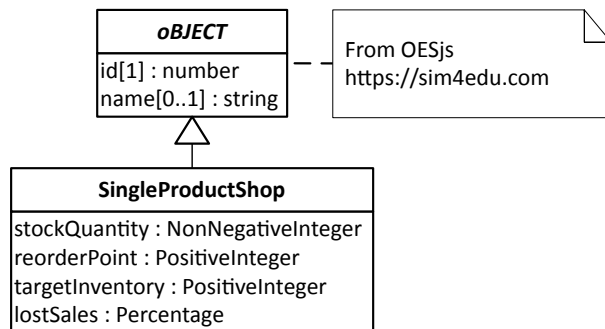 oBJECT
id[1] : number
name[0..1] : string
From OESjs
https://sim4edu.com
SingleProductShop
stockQuantity : NonNegativeInteger
reorderPoint : PositiveInteger
targetInventory : PositiveInteger
lostSales : Percentage